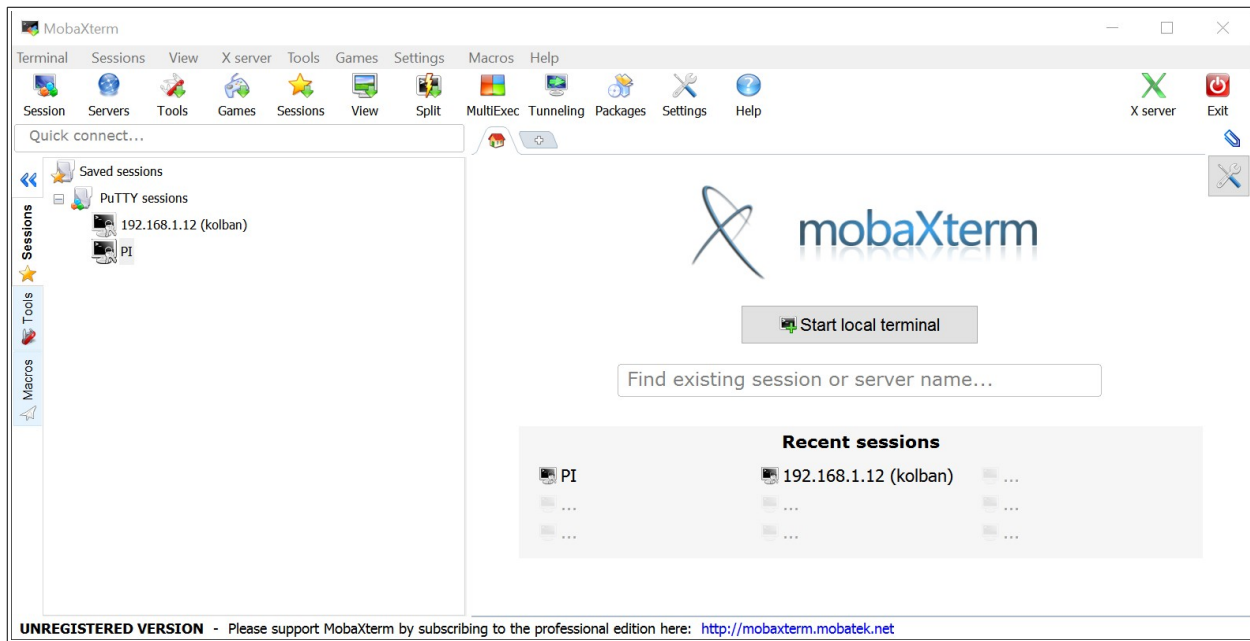 MobaXterm
Terminal Sessions View X server Tools Games Settings Macros Help
Session Servers Tools Games Sessions View Split MultiExec Tunneling Packages Settings Help X server Exit
Quick connect...
Saved sessions
PuTTY sessions
192.168.1.12 (kolban)
PI
Sessions
Tools
Macros
mobaXterm
Start local terminal
Find existing session or server name...
Recent sessions
PI 192.168.1.12 (kolban) ...
... ... ...
... ... ...
UNREGISTERED VERSION - Please support MobaXterm by subscribing to the professional edition here: http://mobaxterm.mobatek.net